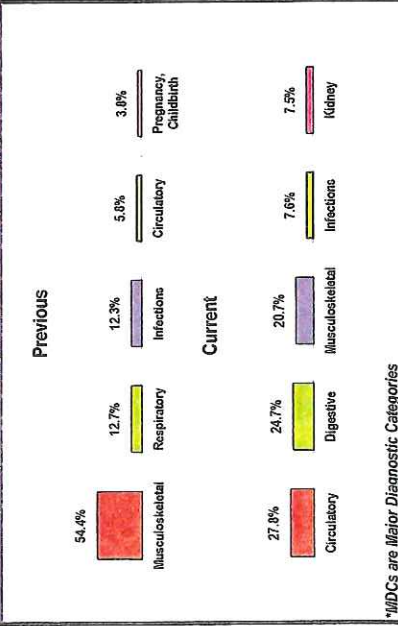 Previous
54.4%
12.7%
12.3%
5.8%
3.8%
Musculoskeletal
Respiratory
Infections
Circulatory
Pregnancy,
Childbirth
Current
27.8%
24.7%
20.7%
7.6%
7.5%
Circulatory
Digestive
Musculoskeletal
Infections
Kidney
*MDCs are Major Diagnostic Categories